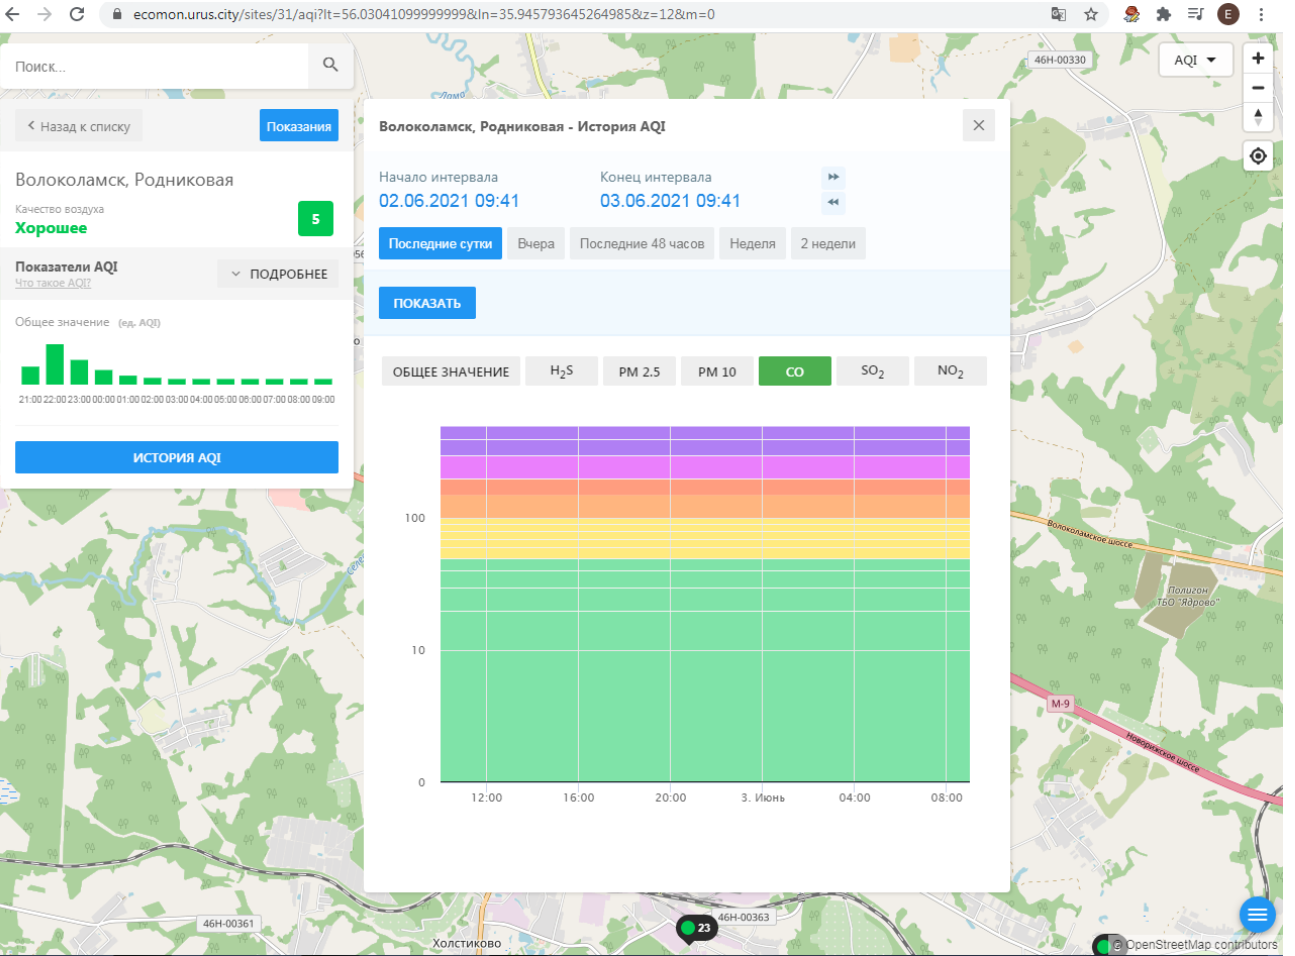 ecomon.urus.city/sites/31/aqi?lt=56.03041099999999&ln=35.945793645264985&z=12&m=0
Поиск...
46Н-00330
AQI
Назад к списку
Показания
Волоколамск, Родниковая - История AQI
Начало интервала
Конец интервала
02.06.2021 09:41
03.06.2021 09:41
Последние сутки
Вчера
Последние 48 часов
Неделя
2 недели
ПОКАЗАТЬ
Волоколамск, Родниковая
Качество воздуха
Хорошее
5
Показатели AQI
Что такое AQI?
ПОДРОБНЕЕ
Общее значение (ед. AQI)
21:00 22:00 23:00 00:00 01:00 02:00 03:00 04:00 05:00 06:00 07:00 08:00 09:00
ИСТОРИЯ AQI
ОБЩЕЕ ЗНАЧЕНИЕ
H2S
PM 2.5
PM 10
CO
SO2
NO2
100
10
0
12:00
16:00
20:00
3. Июнь
04:00
08:00
Волоколамское шоссе
Полигон
ТБО "Ядрово"
М-9
Новорижское шоссе
46Н-00361
46Н-00363
23
Холстиково
© OpenStreetMap contributors
E